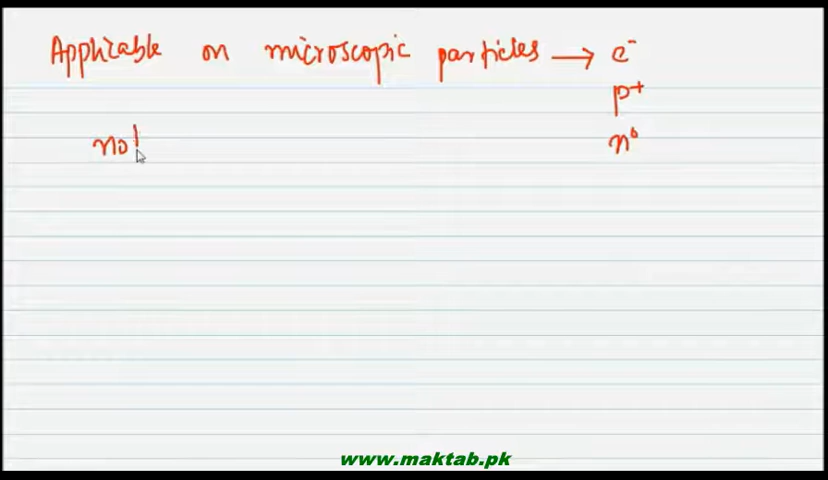 Applicable on microscopic particles → e⁻
p⁺
no
n⁰
www.maktab.pk